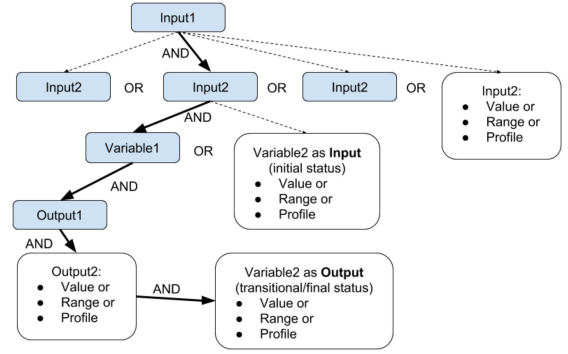 Input1
AND
Input2
OR
Input2
OR
Input2
OR
Input2:
● Value or
● Range or
● Profile
AND
Variable1
OR
Variable2 as Input
(initial status)
● Value or
● Range or
● Profile
AND
Output1
AND
Output2:
● Value or
● Range or
● Profile
AND
Variable2 as Output
(transitional/final status)
● Value or
● Range or
● Profile